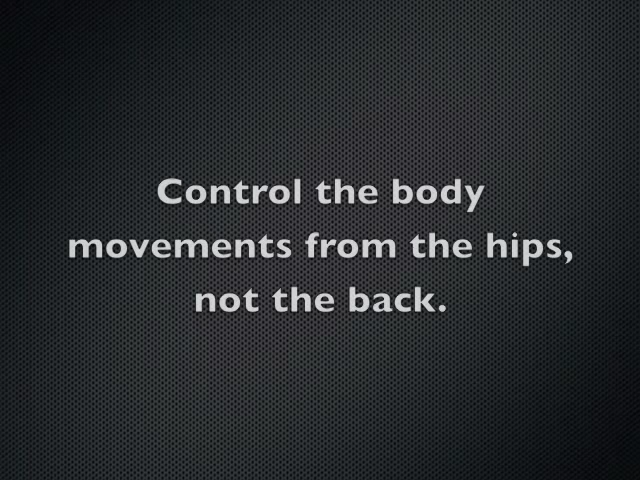 Control the body
movements from the hips,
not the back.